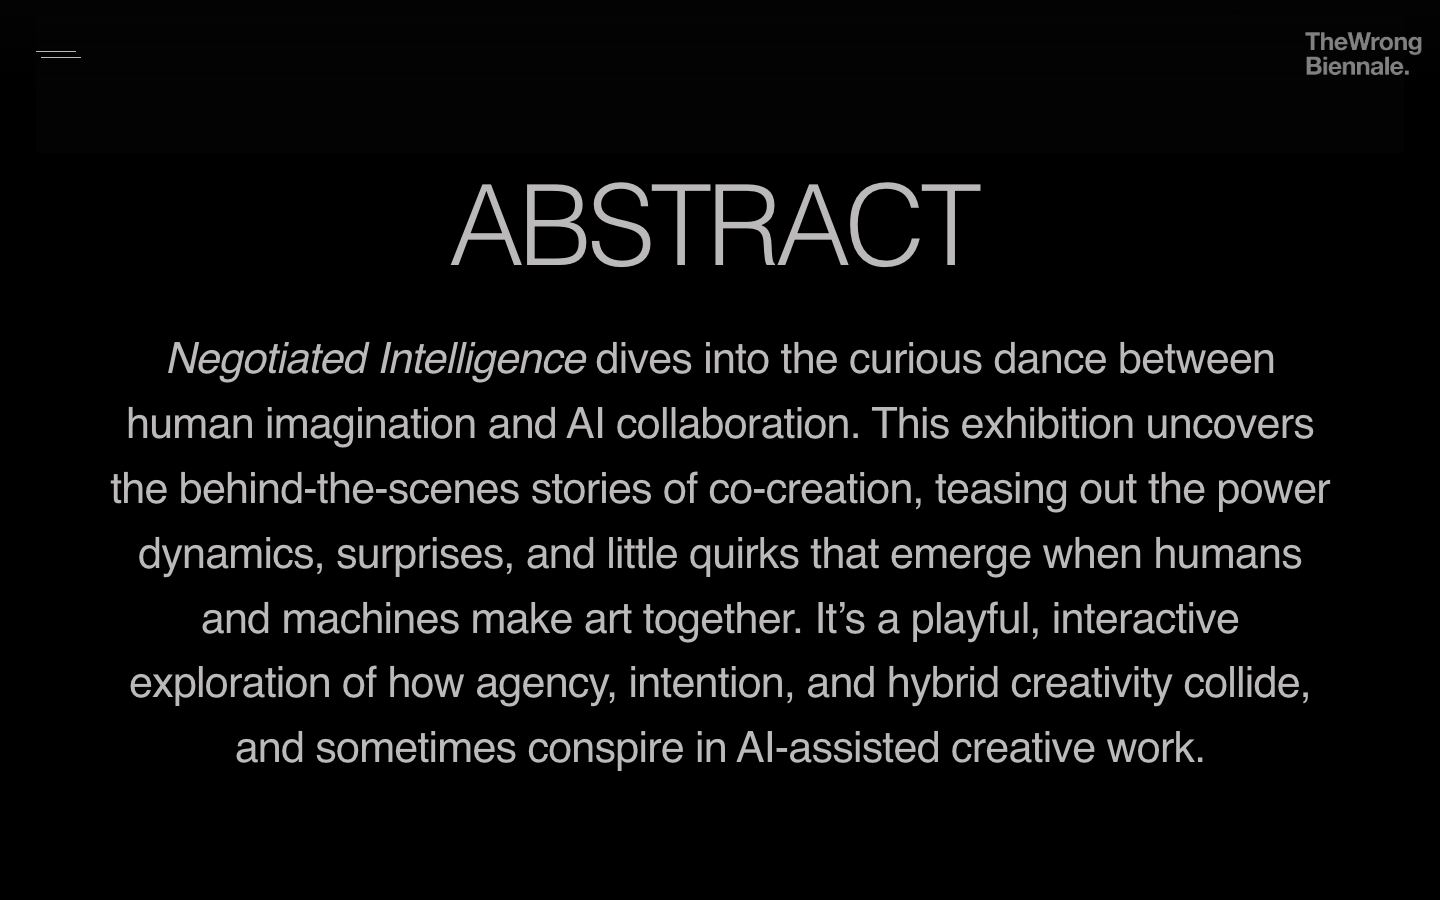 TheWrong
Biennale.
ABSTRACT
Negotiated Intelligence dives into the curious dance between
human imagination and AI collaboration. This exhibition uncovers
the behind-the-scenes stories of co-creation, teasing out the power
dynamics, surprises, and little quirks that emerge when humans
and machines make art together. It’s a playful, interactive
exploration of how agency, intention, and hybrid creativity collide,
and sometimes conspire in AI-assisted creative work.